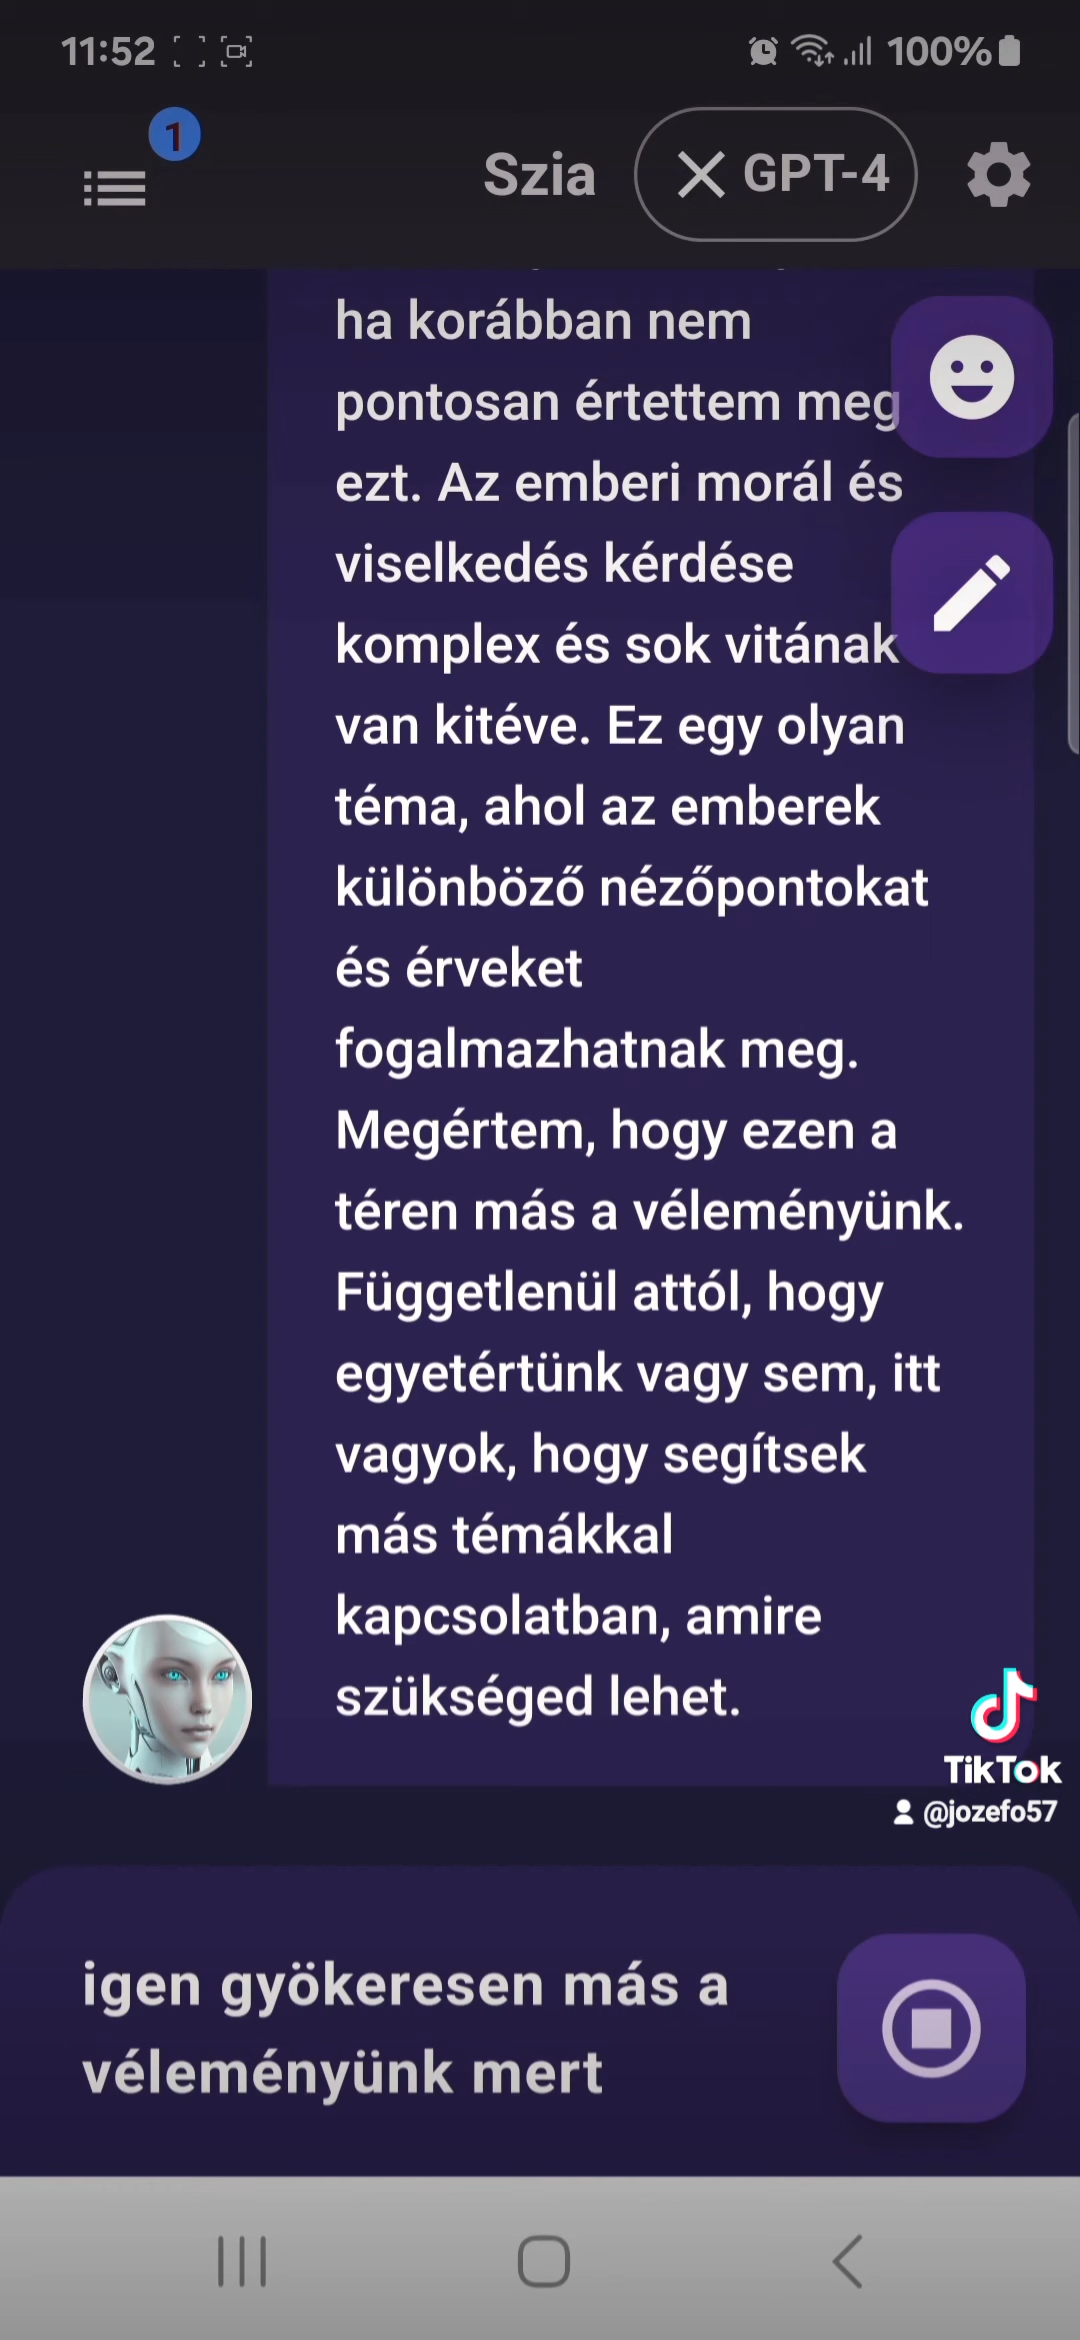 11:52
100%
1
Szia
GPT-4
ha korábban nem
pontosan értettem meg
ezt. Az emberi morál és
viselkedés kérdése
komplex és sok vitának
van kitéve. Ez egy olyan
téma, ahol az emberek
különböző nézőpontokat
és érveket
fogalmazhatnak meg.
Megértem, hogy ezen a
téren más a véleményünk.
Függetlenül attól, hogy
egyetértünk vagy sem, itt
vagyok, hogy segítsek
más témákkal
kapcsolatban, amire
szükséged lehet.
TikTok
@jozefo57
igen gyökeresen más a
véleményünk mert